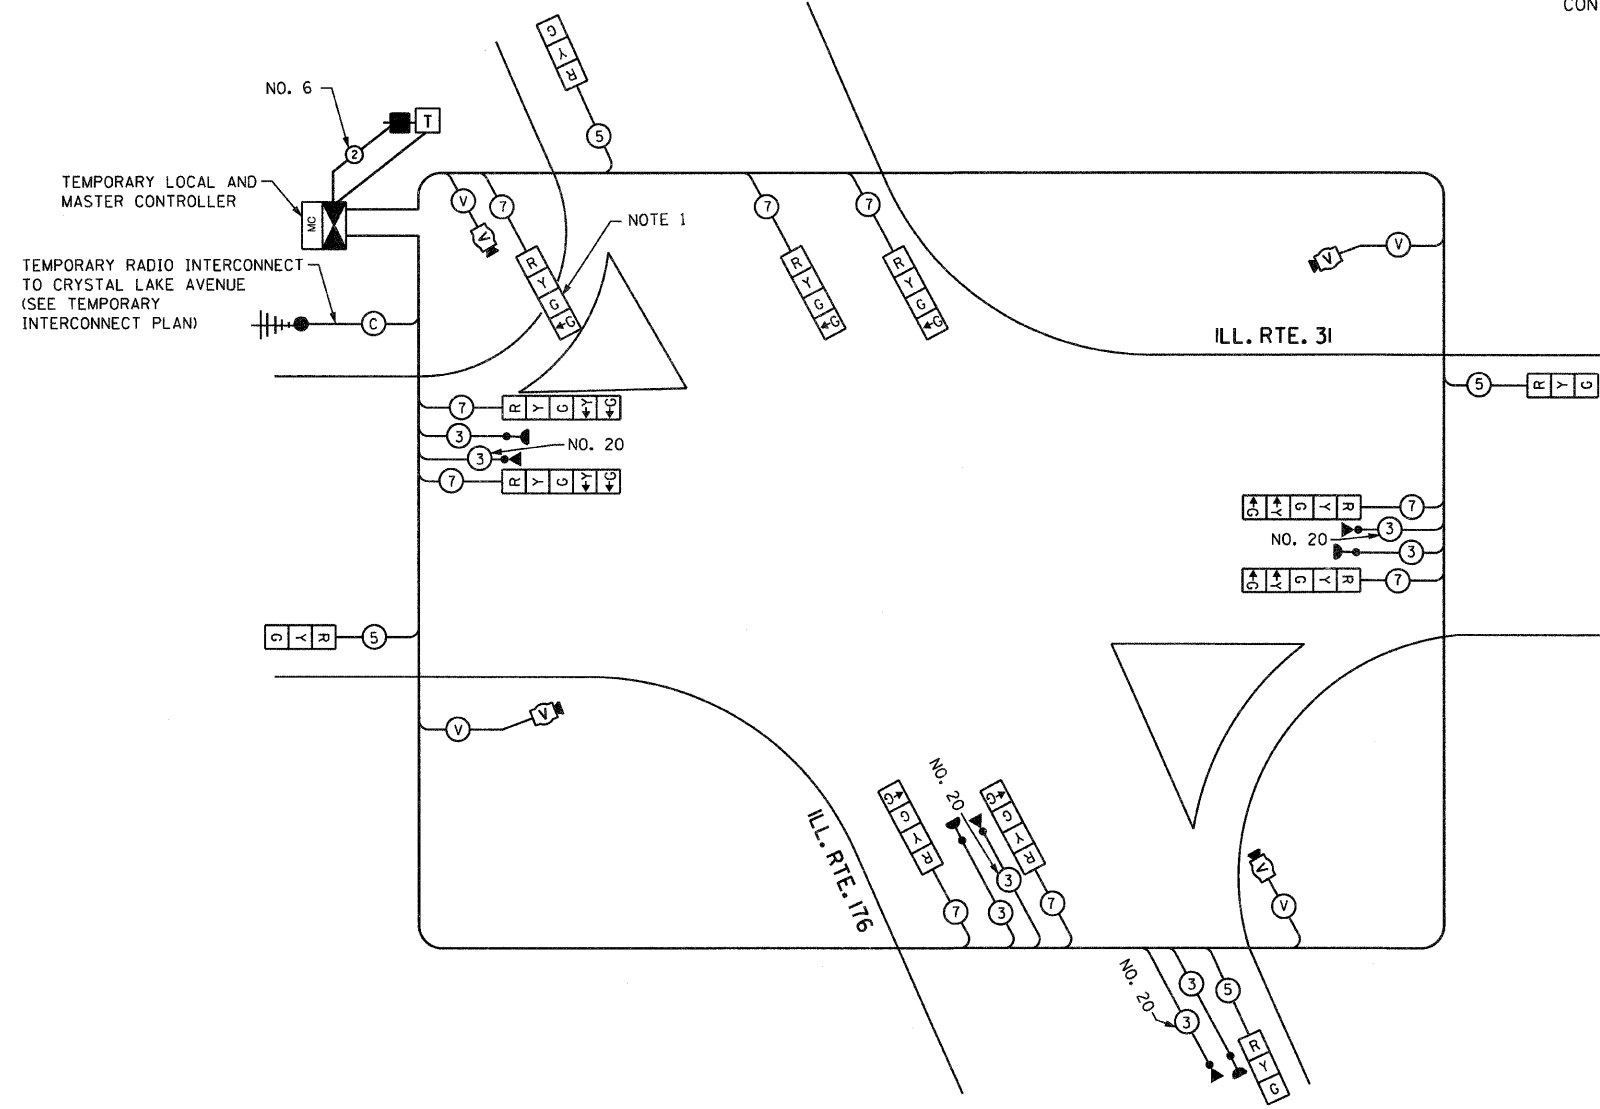 CON
G Y R
5
NO. 6
T
2
TEMPORARY LOCAL AND
MASTER CONTROLLER
MC
V
V
7
R Y G G
NOTE 1
7
R Y G G
7
R Y G G
V
V
TEMPORARY RADIO INTERCONNECT
TO CRYSTAL LAKE AVENUE
(SEE TEMPORARY
INTERCONNECT PLAN)
C
ILL. RTE. 31
5
R Y G
7
R Y G Y G
3
3
NO. 20
7
R Y G Y G
G Y G Y R
7
3
NO. 20
3
G Y G Y R
7
G Y R
5
V
V
ILL. RTE. 176
G G Y R
7
NO. 20
3
3
G G Y R
7
V
V
NO. 20
3
3
5
R Y G